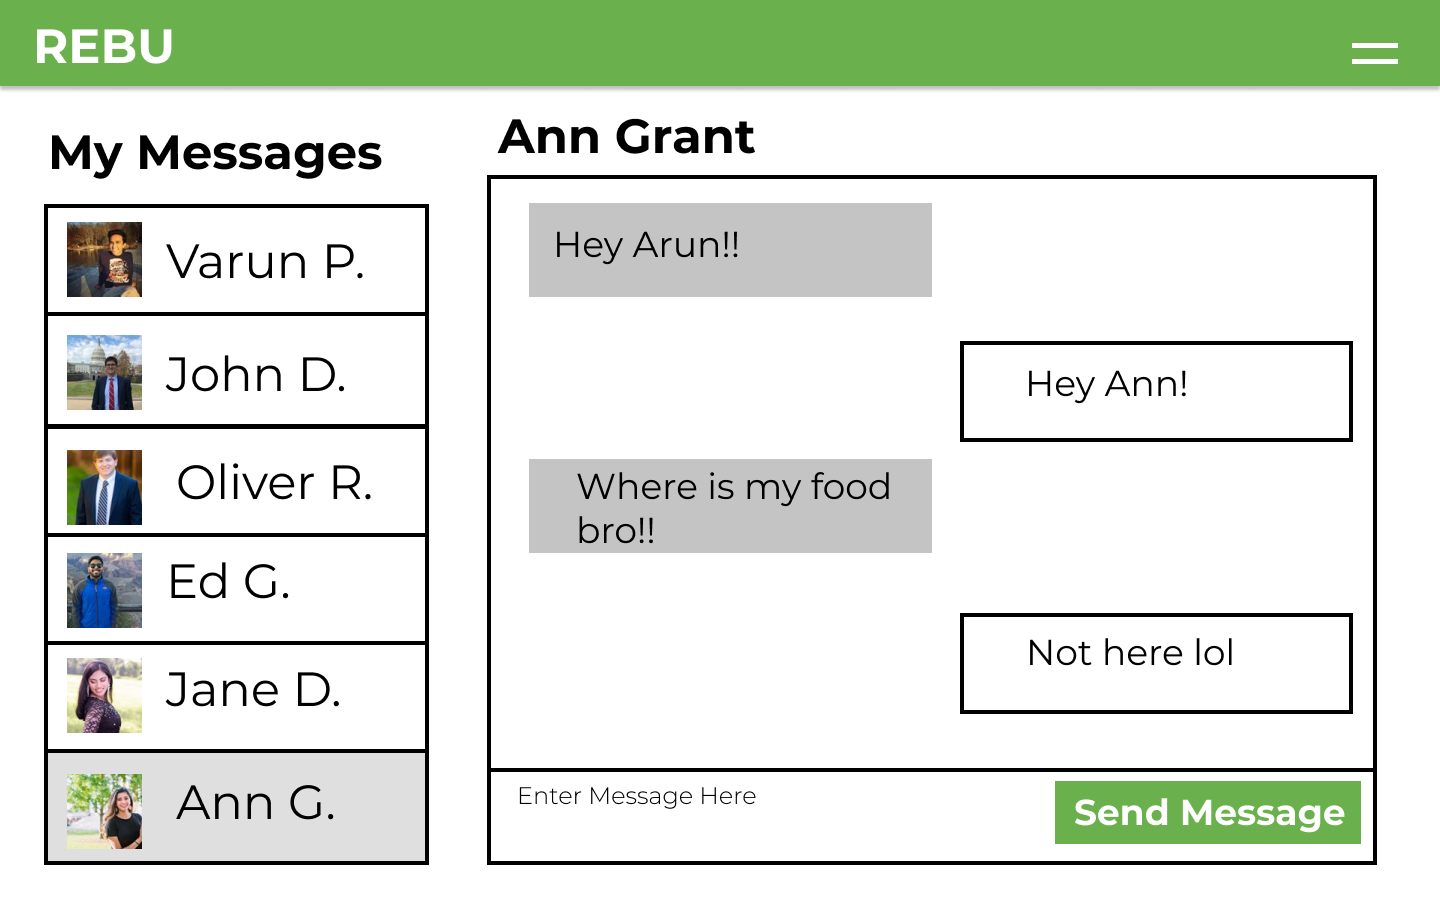 REBU
My Messages
Varun P.
John D.
Oliver R.
Ed G.
Jane D.
Ann G.
Ann Grant
Hey Arun!!
Hey Ann!
Where is my food
bro!!
Not here lol
Enter Message Here
Send Message